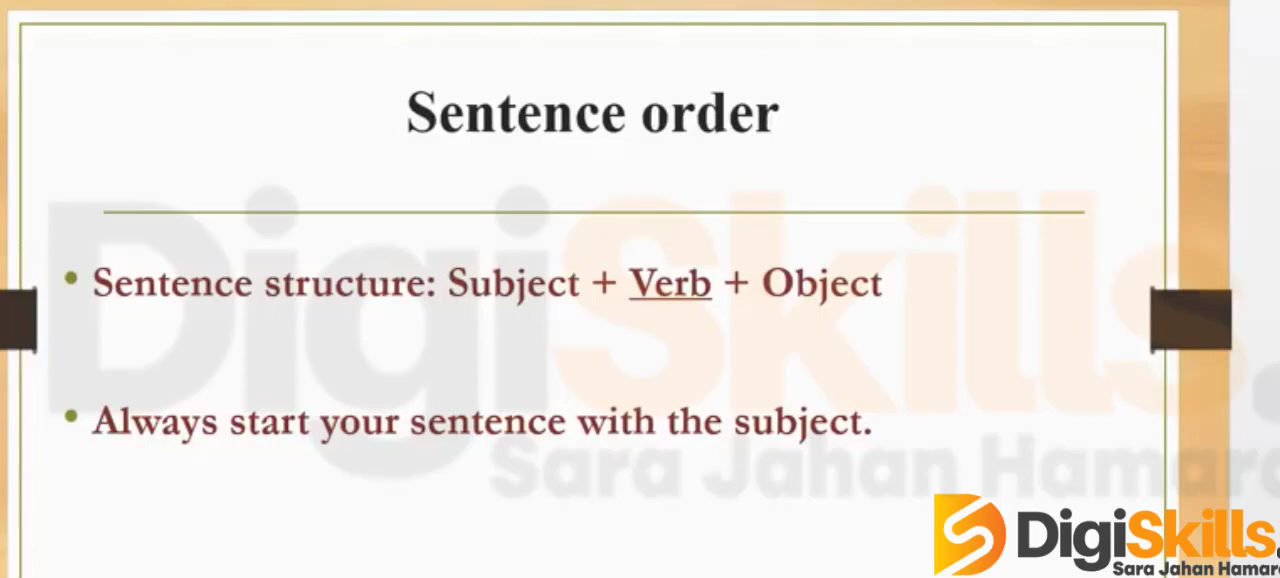 Sentence order
Sentence structure: Subject + Verb + Object
Always start your sentence with the subject.
DigiSkills.
Sara Jahan Hamara
DigiSkills.
Sara Jahan Hamar